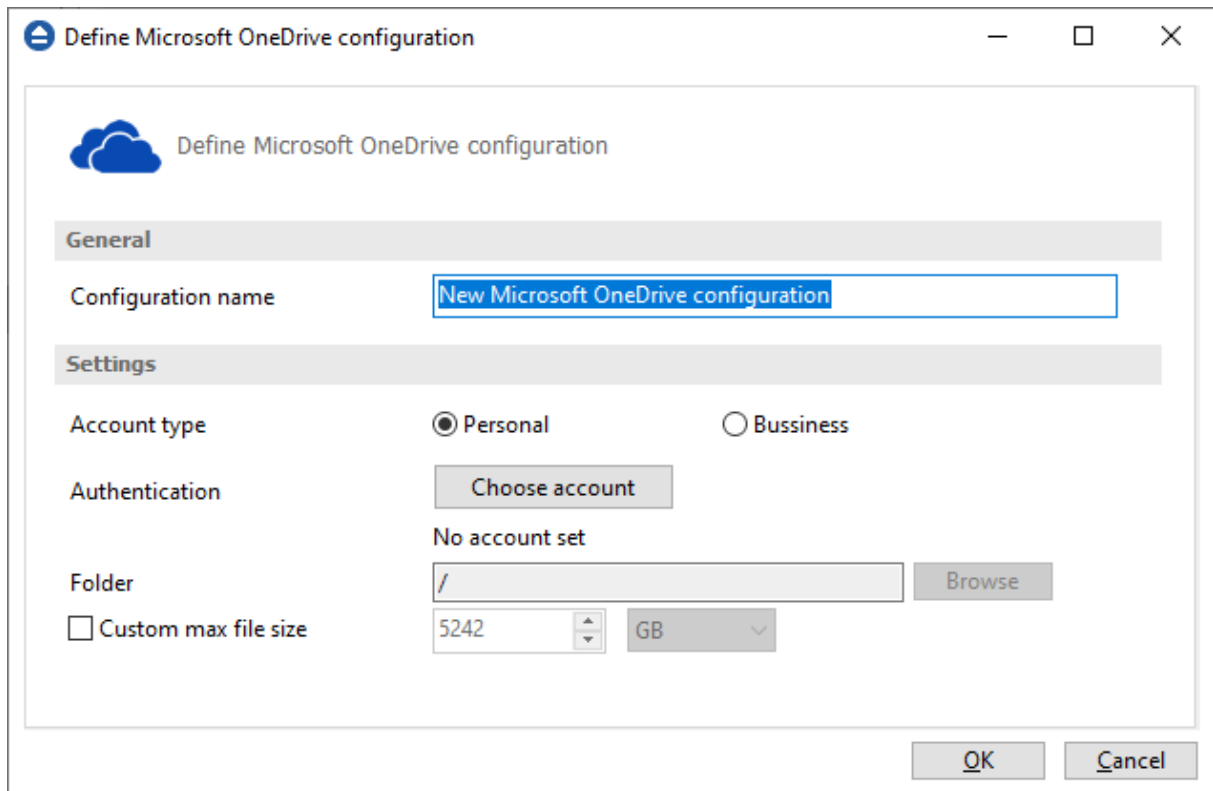 Define Microsoft OneDrive configuration
Define Microsoft OneDrive configuration
General
Configuration name New Microsoft OneDrive configuration
Settings
Account type Personal Bussiness
Authentication Choose account
No account set
Folder / Browse
Custom max file size 5242 GB
OK Cancel